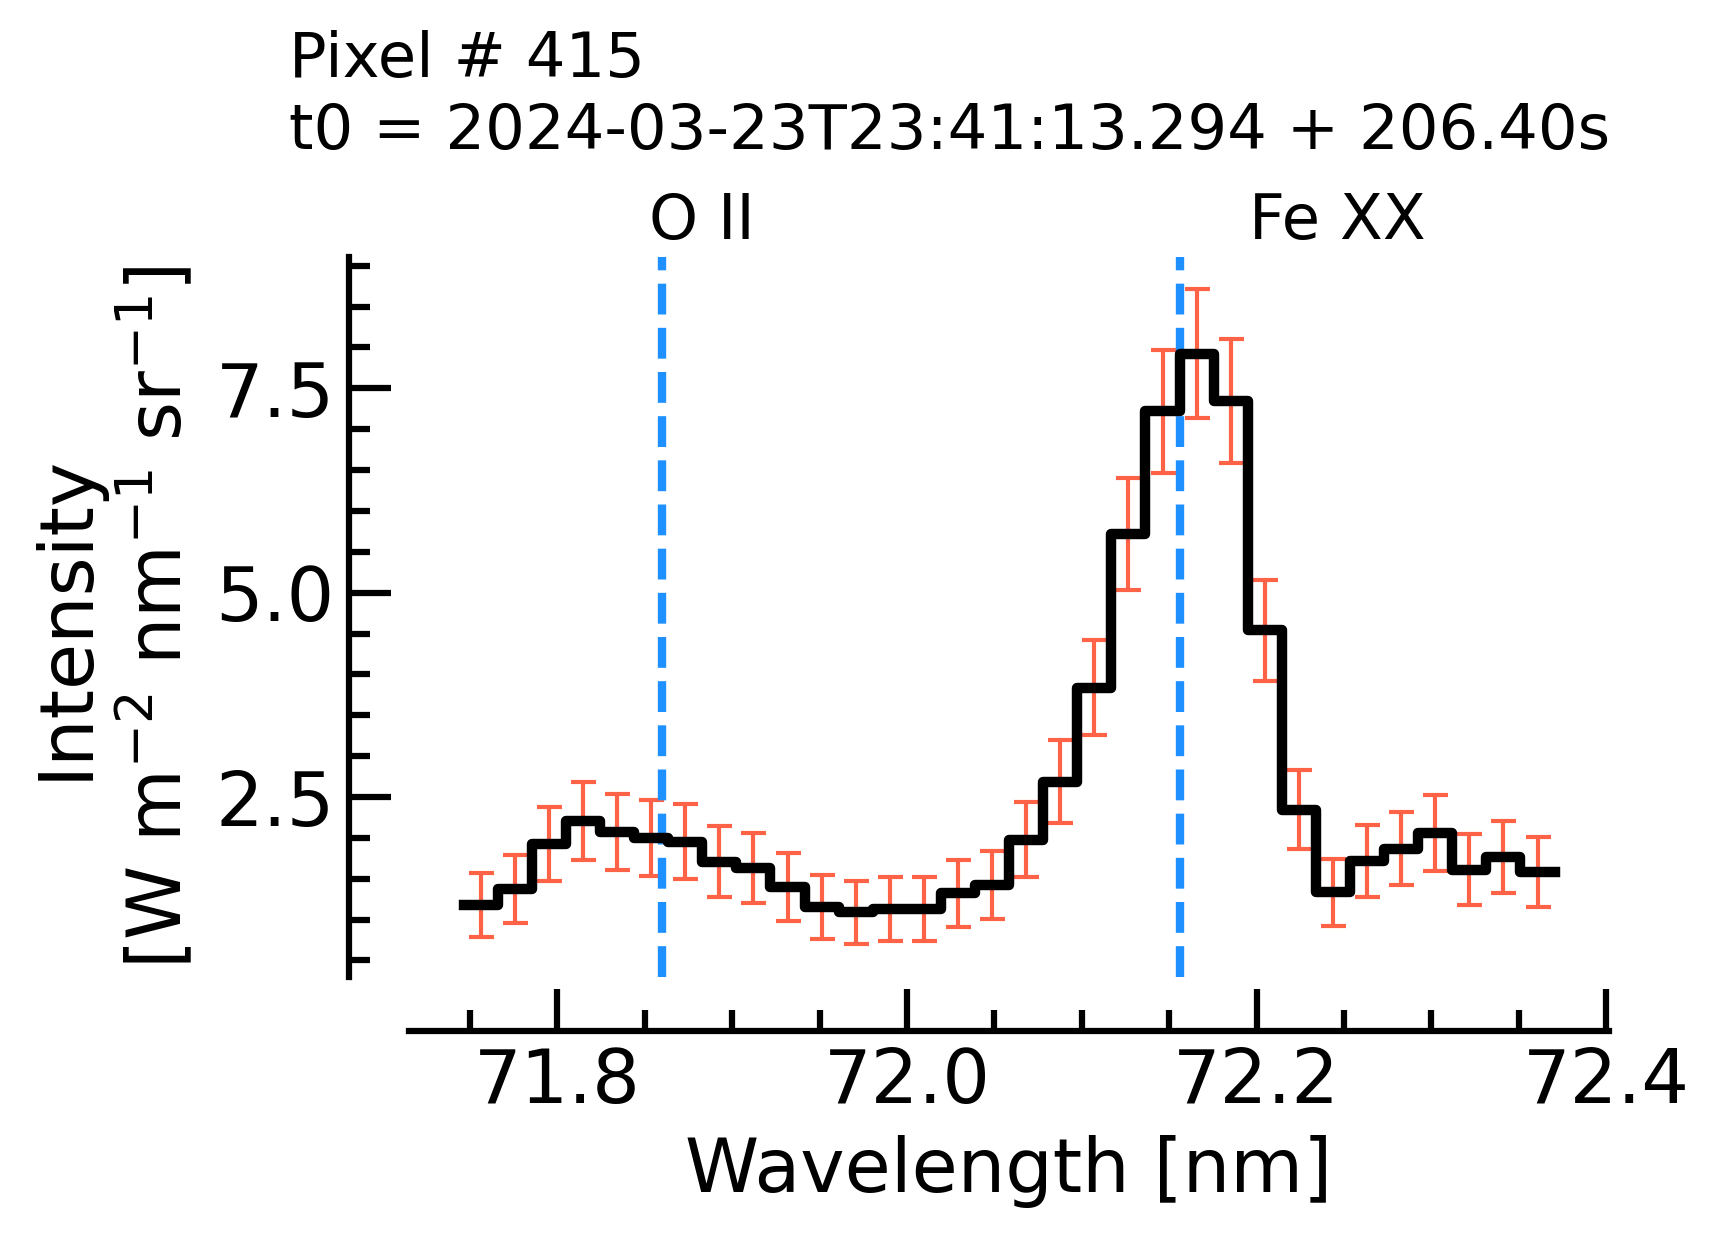 Pixel # 415
t0 = 2024-03-23T23:41:13.294 + 206.40s
O II
Fe XX
Intensity
[W m⁻² nm⁻¹ sr⁻¹]
7.5
5.0
2.5
71.8 72.0 72.2 72.4
Wavelength [nm]